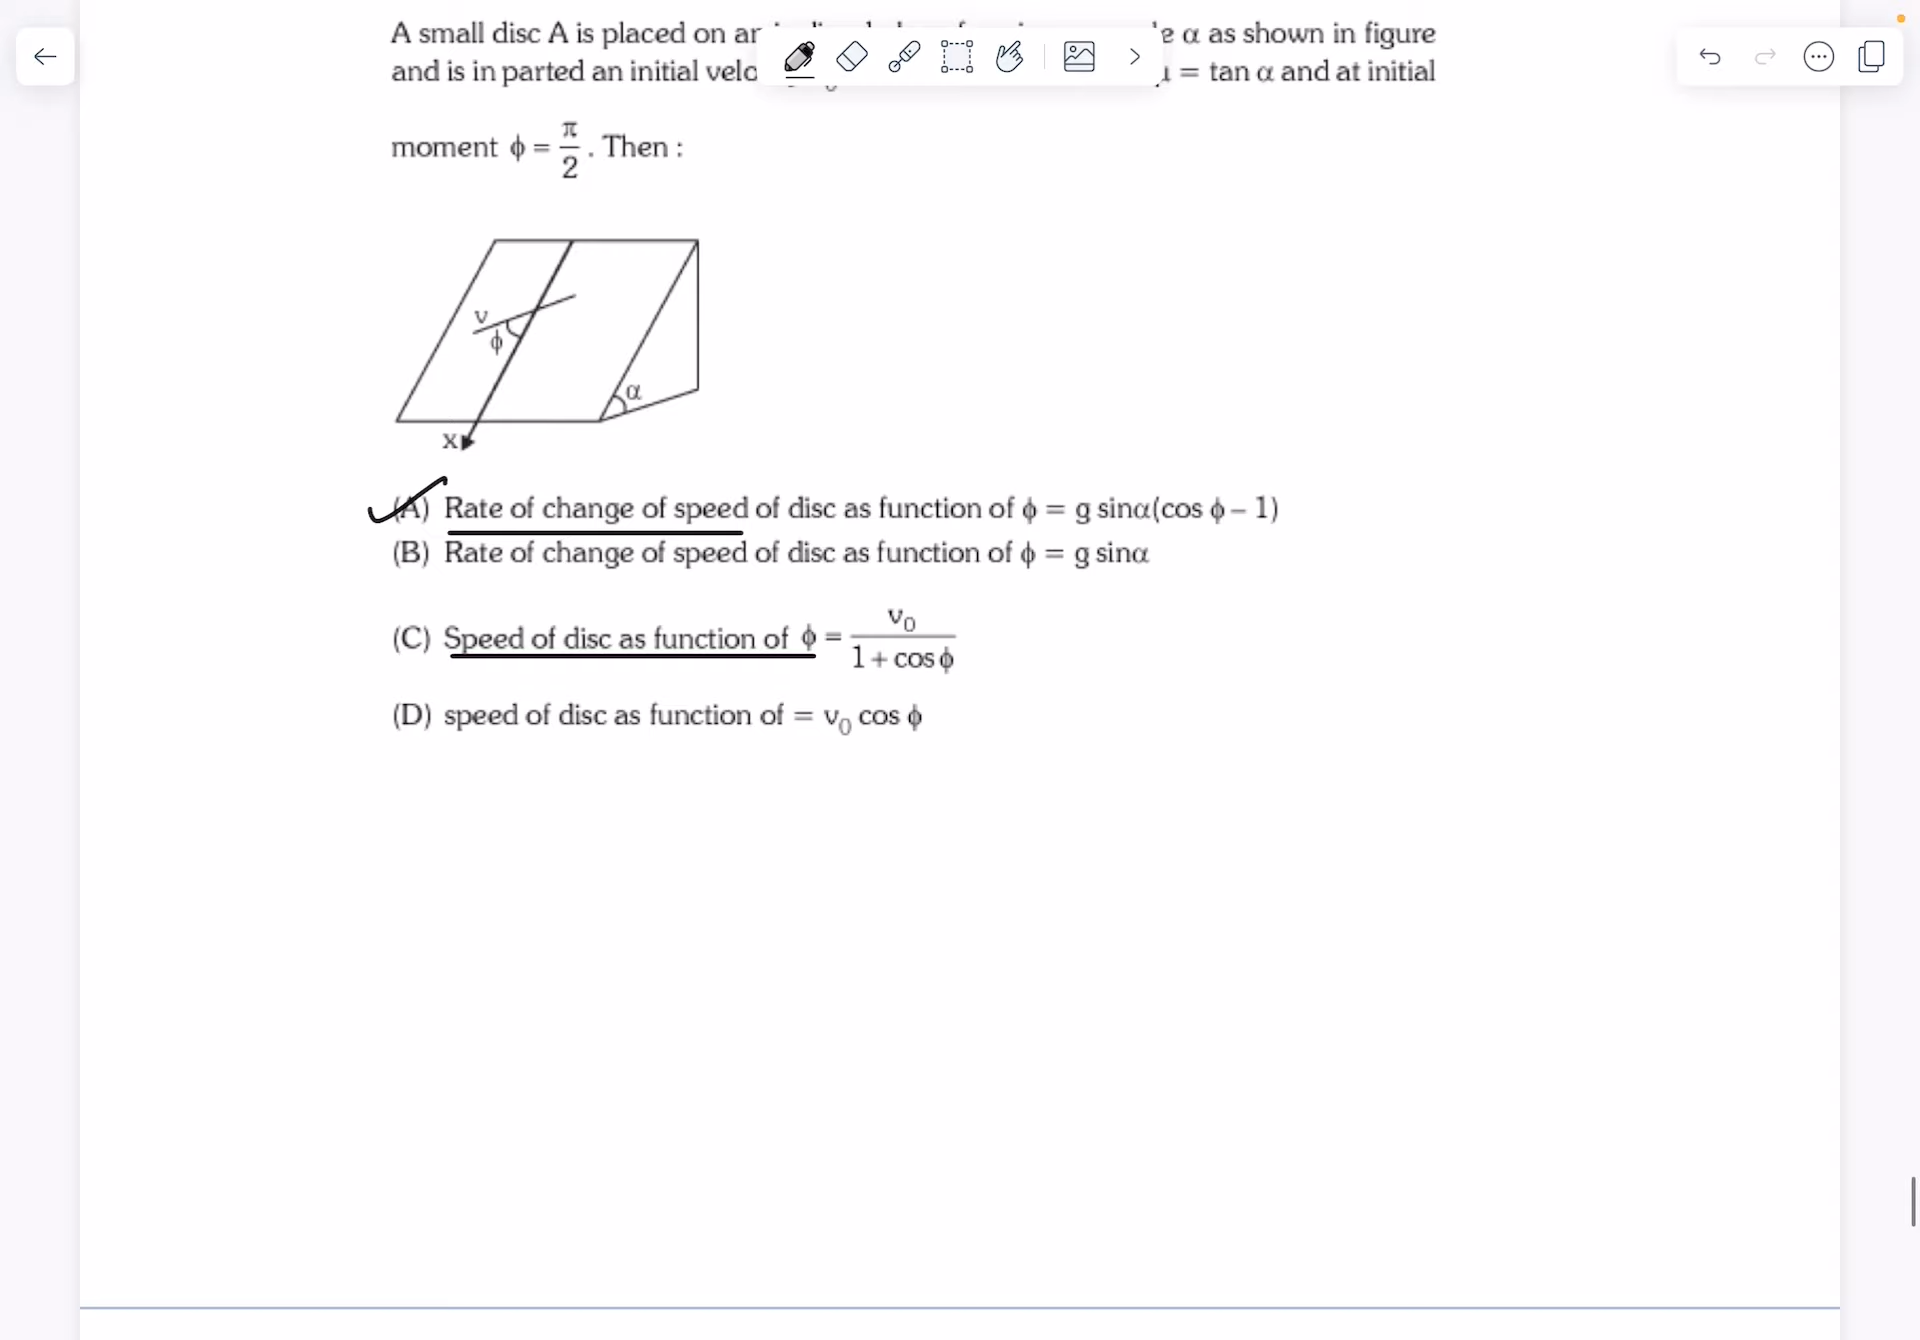 A small disc A is placed on an α as shown in figure
and is in parted an initial velo = tan α and at initial
moment ϕ = π/2 . Then :
v
ϕ
α
X
(A) Rate of change of speed of disc as function of ϕ = g sinα(cos ϕ – 1)
(B) Rate of change of speed of disc as function of ϕ = g sinα
(C) Speed of disc as function of ϕ = v₀/(1 + cos ϕ)
(D) speed of disc as function of = v₀ cos ϕ